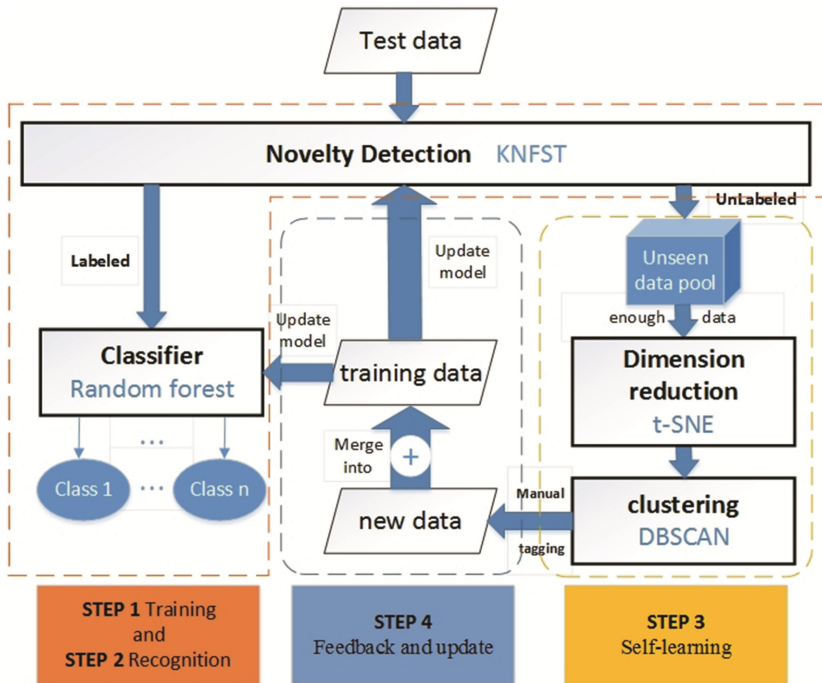 Test data
Novelty Detection KNFST
Labeled
UnLabeled
Update
model
Unseen
data pool
enough data
Update
model
Classifier
Random forest
training data
Dimension
reduction
t-SNE
...
Merge
into
+
Class 1 ... Class n
new data
Manual
tagging
clustering
DBSCAN
STEP 1 Training
and
STEP 2 Recognition
STEP 4
Feedback and update
STEP 3
Self-learning